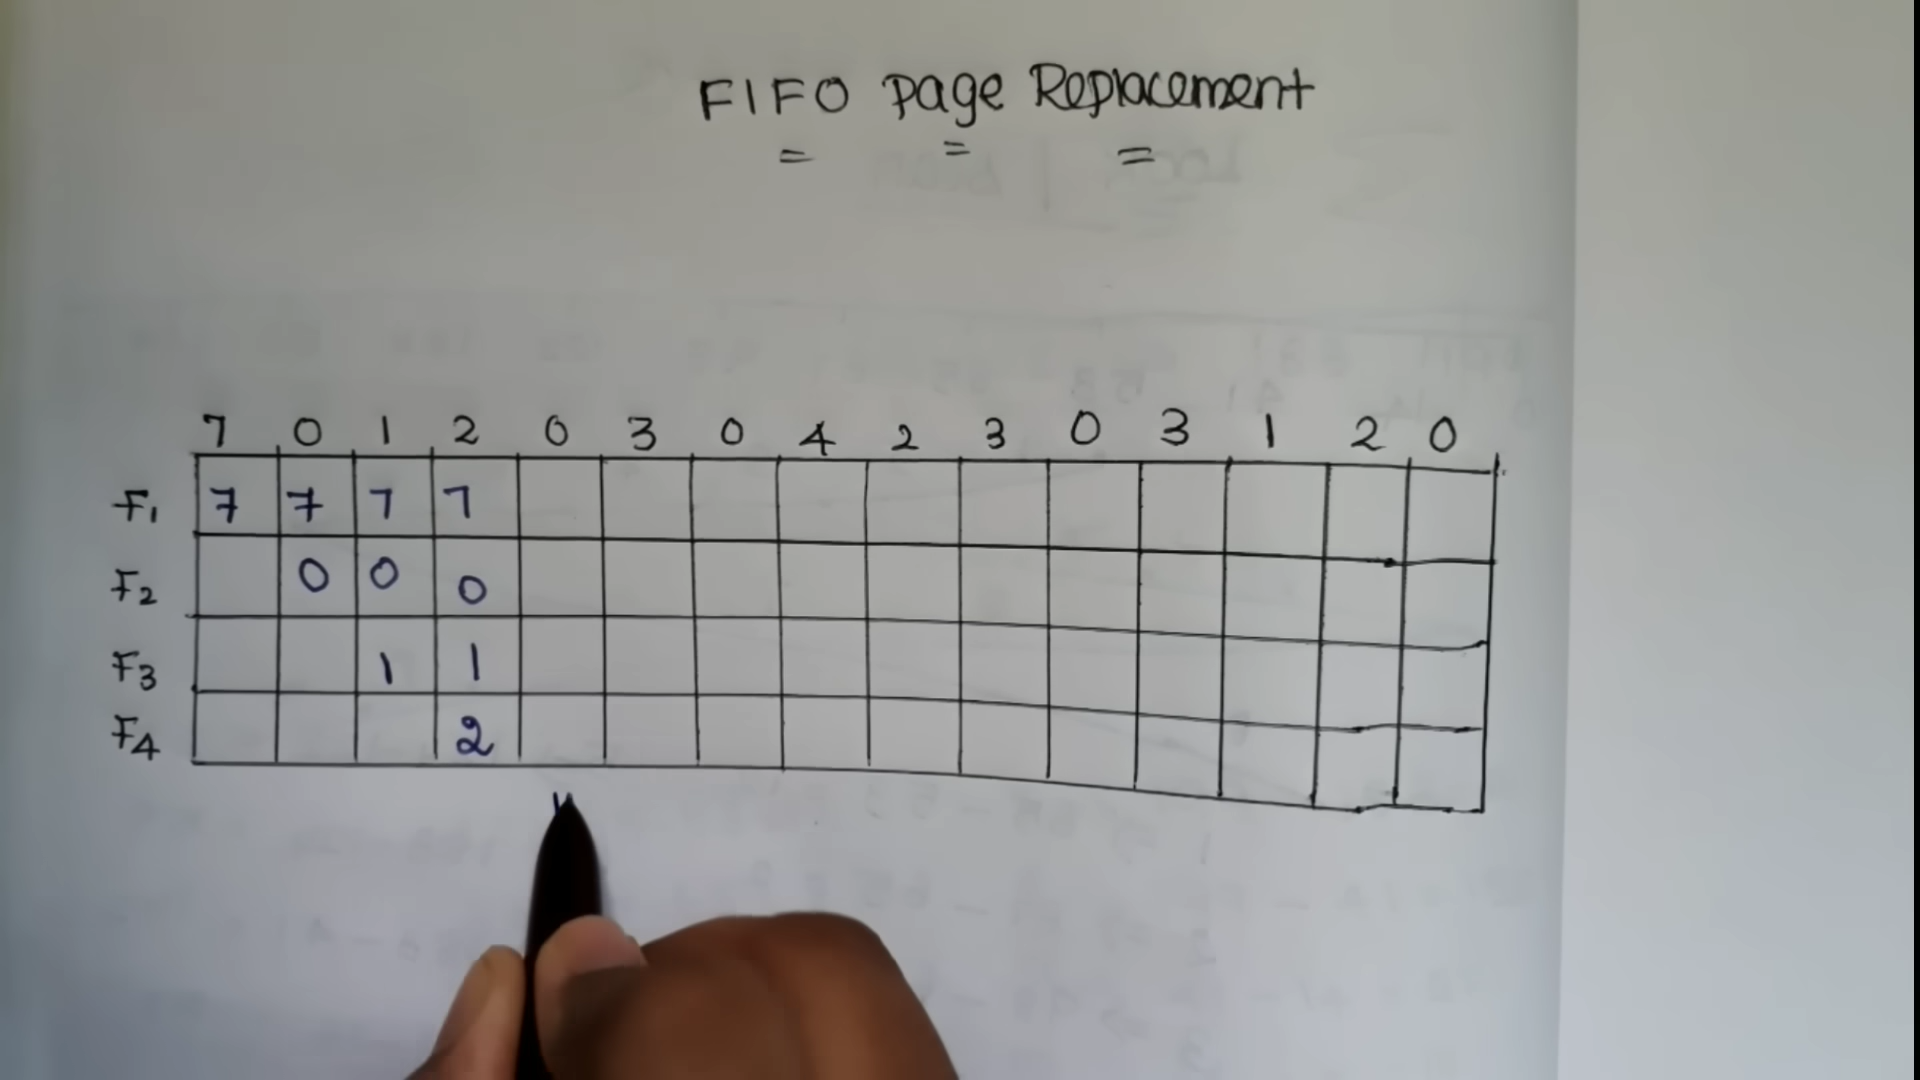 FIFO Page Replacement
7 0 1 2 0 3 0 4 2 3 0 3 1 2 0
F1 7 7 7 7
F2 0 0 0
F3 1 1
F4 2